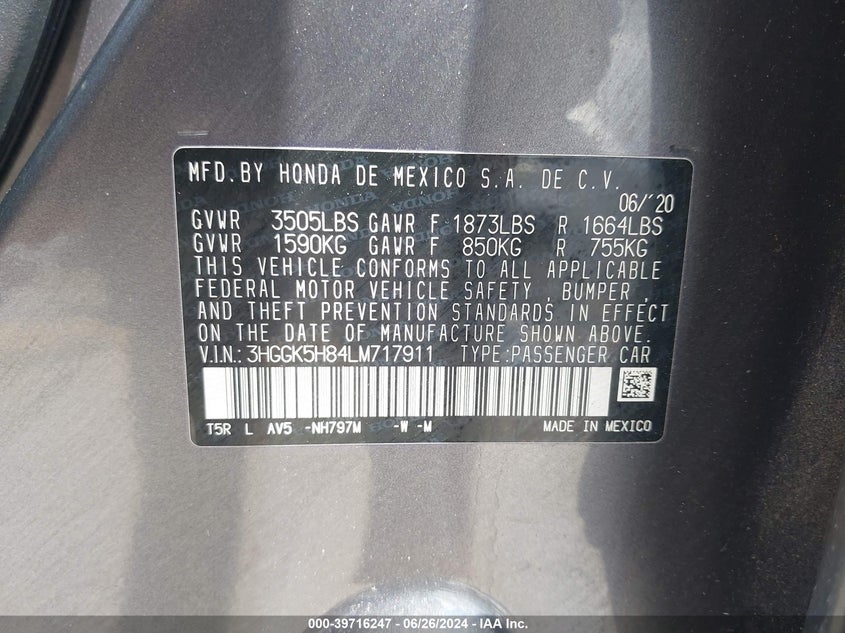 MFD.BY HONDA DE MEXICO S.A. DE C.V.
06/'20
GVWR 3505LBS GAWR F 1873LBS R 1664LBS
GVWR 1590KG GAWR F 850KG R 755KG
THIS VEHICLE CONFORMS TO ALL APPLICABLE
FEDERAL MOTOR VEHICLE SAFETY , BUMPER ,
AND THEFT PREVENTION STANDARDS IN EFFECT
ON THE DATE OF MANUFACTURE SHOWN ABOVE.
V.I.N.: 3HGGK5H84LM717911 TYPE:PASSENGER CAR
T5R L AV5 -NH797M -W -M MADE IN MEXICO
000-39716247 - 06/26/2024 - IAA Inc.